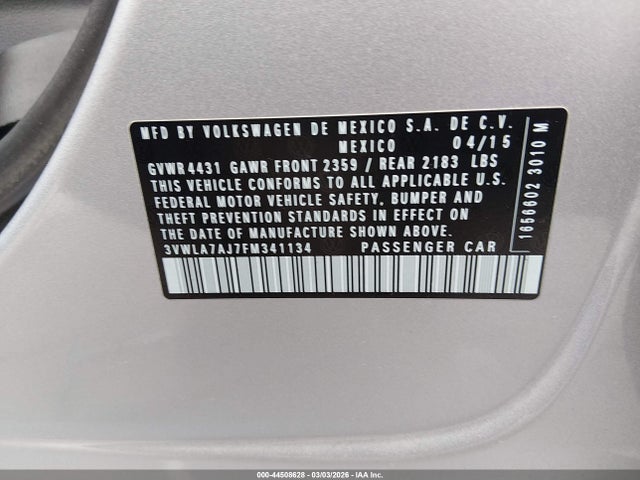 MFD BY VOLKSWAGEN DE MEXICO S.A. DE C.V.
MEXICO 04/15
GVWR 4431 GAWR FRONT 2359 / REAR 2183 LBS
THIS VEHICLE CONFORMS TO ALL APPLICABLE U.S.
FEDERAL MOTOR VEHICLE SAFETY, BUMPER AND
THEFT PREVENTION STANDARDS IN EFFECT ON
THE DATE OF MANUFACTURE SHOWN ABOVE.
3VWLA7AJ7FM341134 PASSENGER CAR
1656602 3010 M
000-44508628 - 03/03/2026 - IAA Inc.